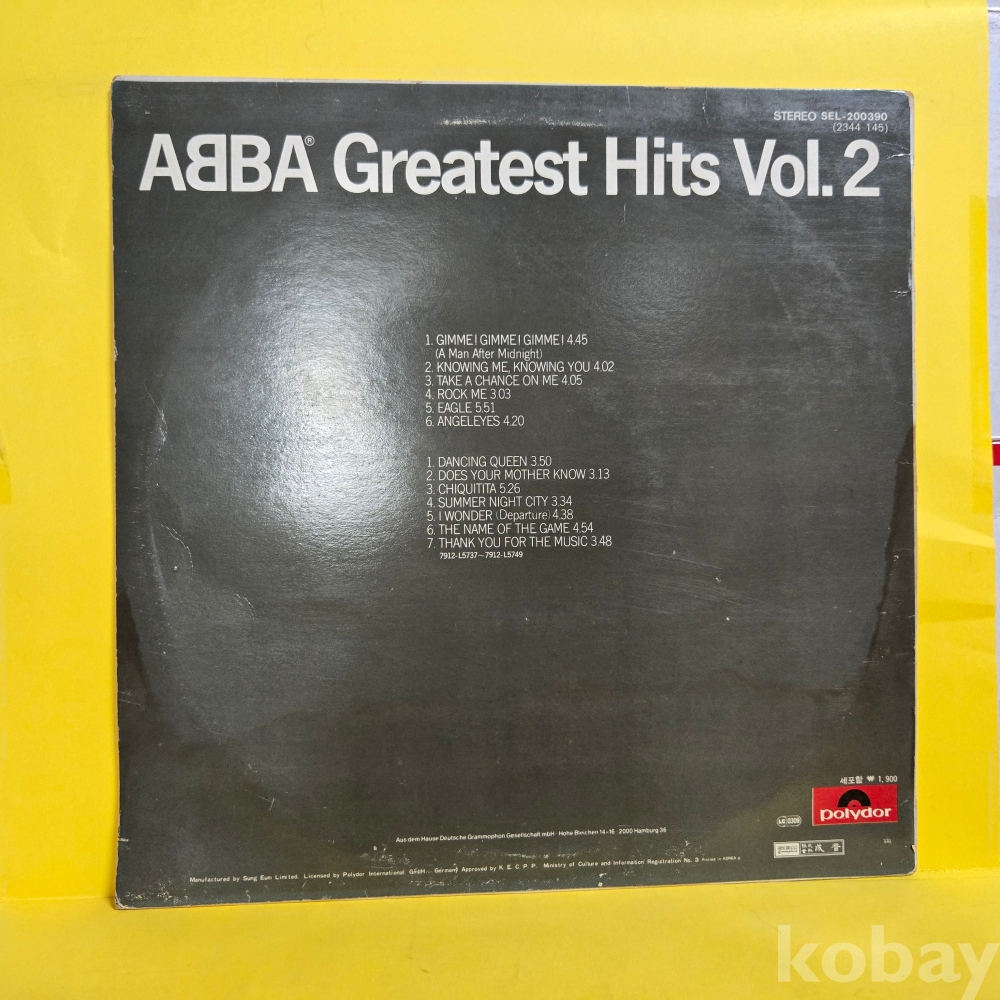 STEREO SEL-200390
(2344 145)
ABBA® Greatest Hits Vol. 2
1. GIMME! GIMME! GIMME! 4.45
(A Man After Midnight)
2. KNOWING ME, KNOWING YOU 4.02
3. TAKE A CHANCE ON ME 4.05
4. ROCK ME 3.03
5. EAGLE 5.51
6. ANGELEYES 4.20
1. DANCING QUEEN 3.50
2. DOES YOUR MOTHER KNOW 3.13
3. CHIQUITITA 5.26
4. SUMMER NIGHT CITY 3.34
5. I WONDER (Departure) 4.38
6. THE NAME OF THE GAME 4.54
7. THANK YOU FOR THE MUSIC 3.48
7912-L5737—7912-L5749
세포함 ₩ 1,900
polydor
0309
成音
Aus dem Hause Deutsche Grammophon Gesellschaft mbH · Hohe Bleichen 14-16 2000 Hamburg 36
Manufactured by Sung Eum Limited. Licensed by Polydor International GmbH., Germany Approved by K. E. C. P. P. Ministry of Culture and Information Registration No. 3 Printed in KOREA
kobay